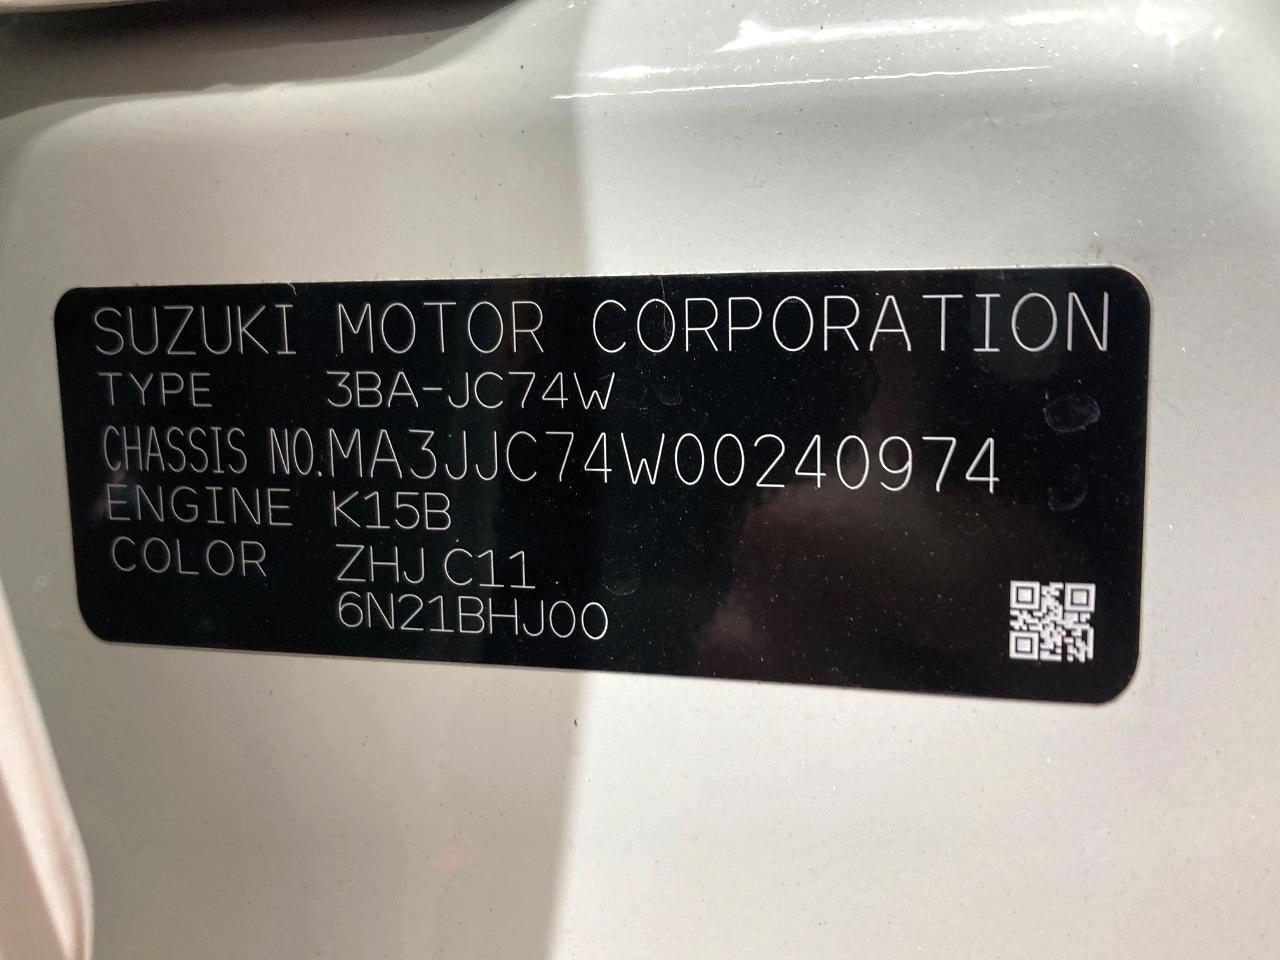 SUZUKI MOTOR CORPORATION
TYPE 3BA-JC74W
CHASSIS NO. MA3JJC74W00240974
ENGINE K15B
COLOR ZHJ C11
6N21BHJ00